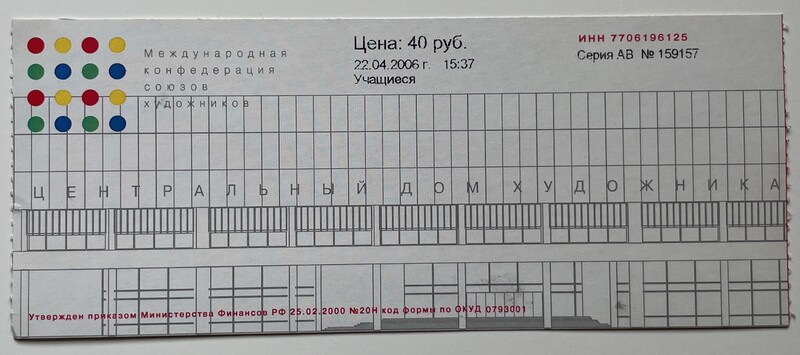 Международная
конфедерация
союзов
художников
Цена: 40 руб.
22.04.2006 г. 15:37
Учащиеся
ИНН 7706196125
Серия АВ № 159157
ЦЕНТРАЛЬНЫЙ ДОМ ХУДОЖНИКА
Утвержден приказом Министерства Финансов РФ 25.02.2000 №20Н код формы по ОКУД 0793001